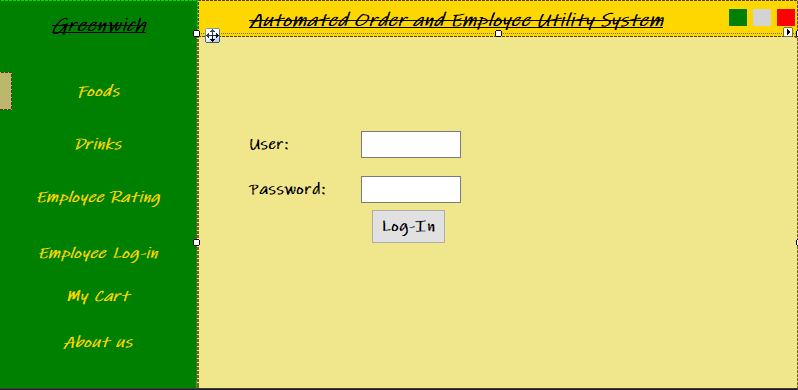 Greenwich
Automated Order and Employee Utility System
Foods
Drinks
Employee Rating
Employee Log-in
My Cart
About us
User:
Password:
Log-In